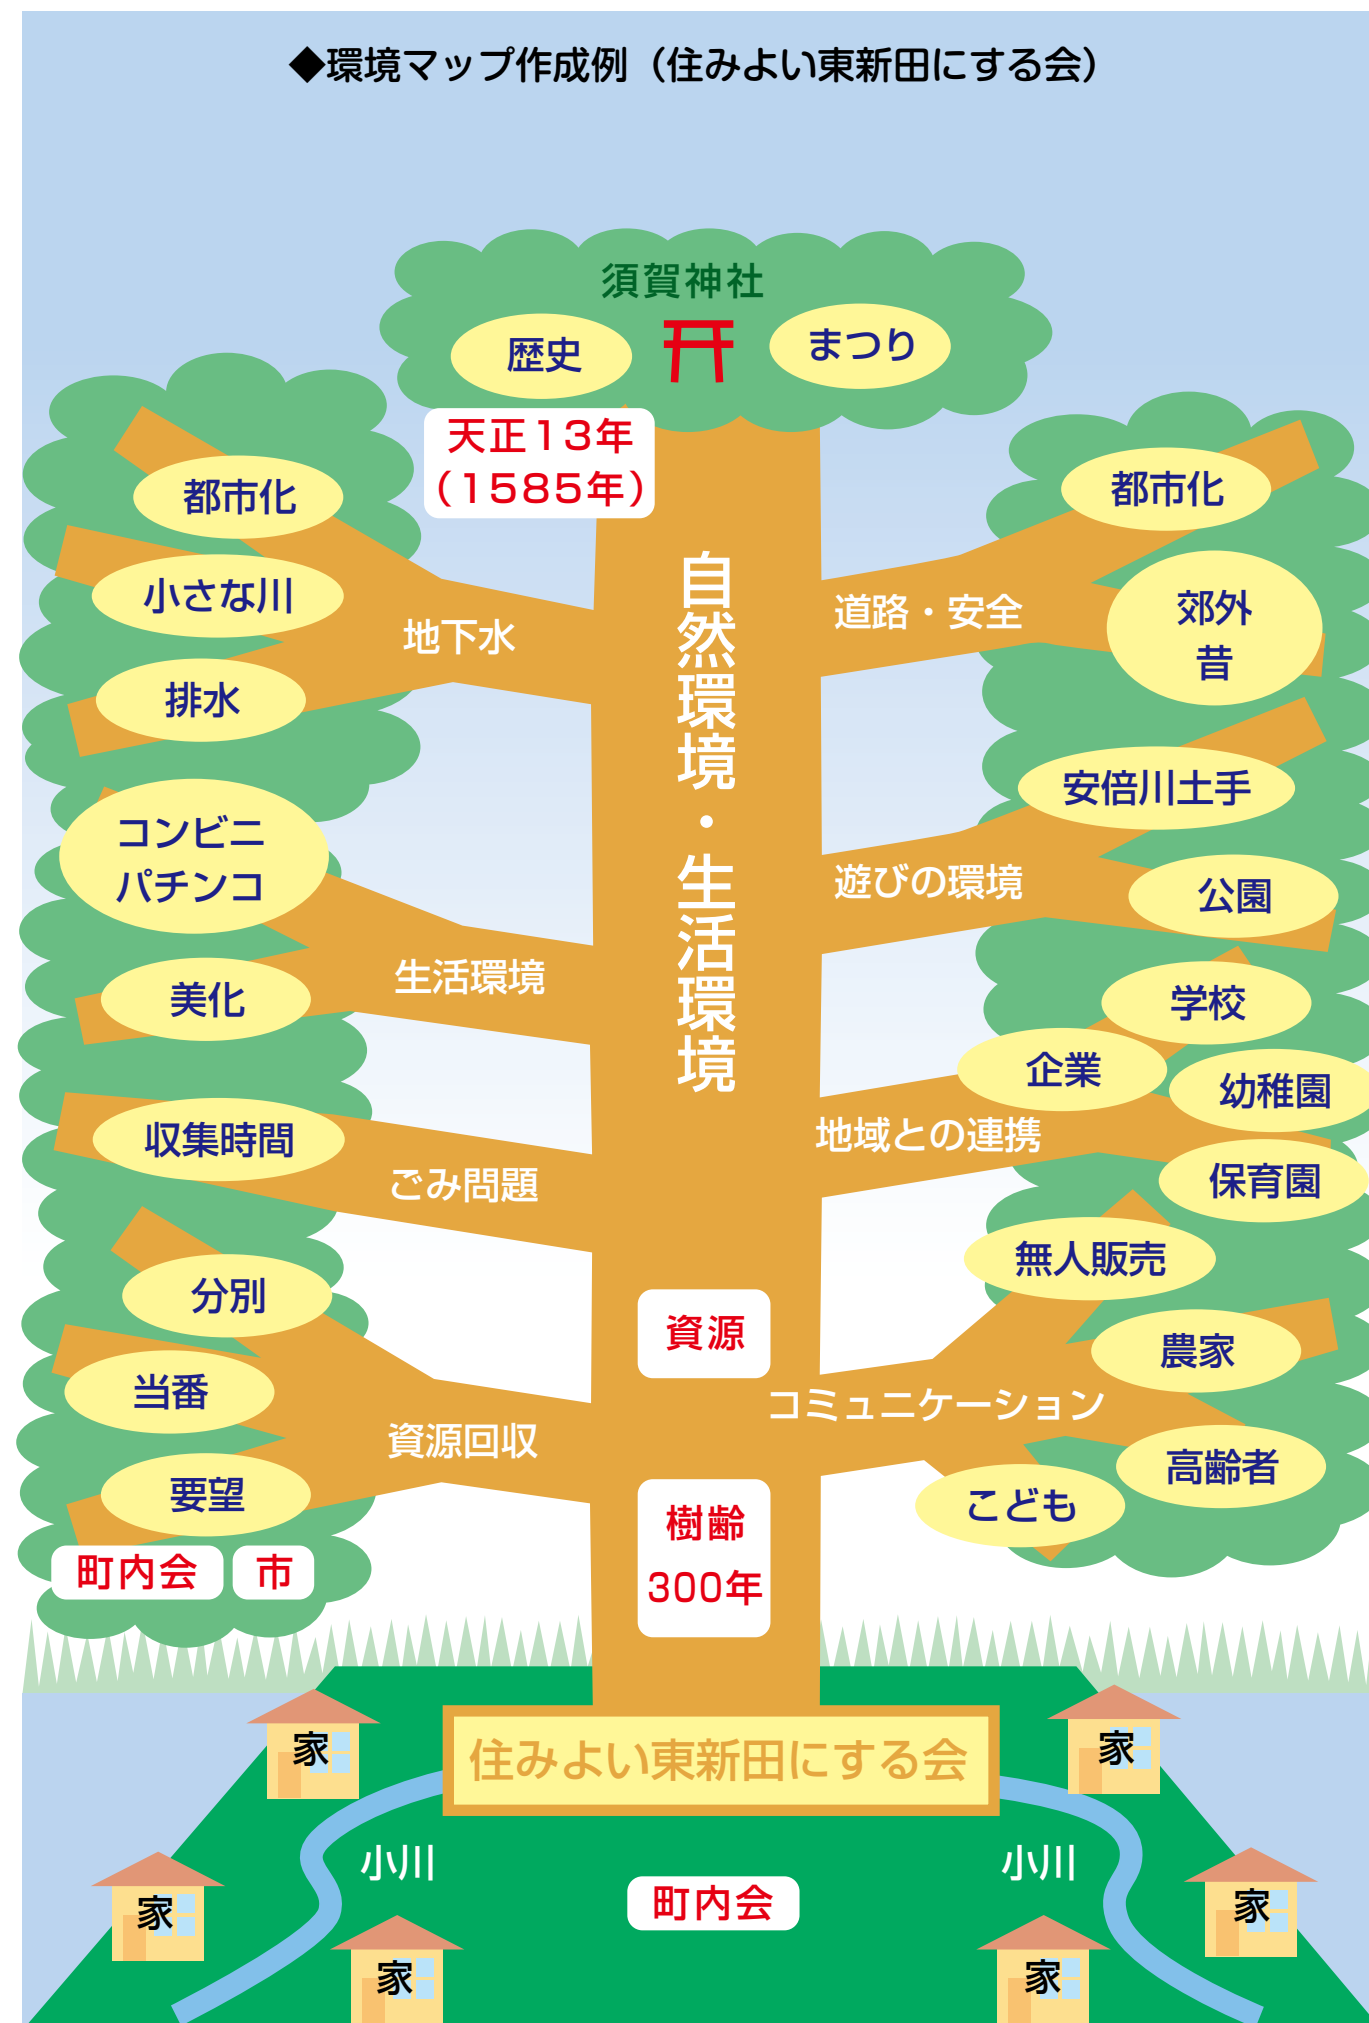 ◆環境マップ作成例（住みよい東新田にする会）
須賀神社
歴史
まつり
天正13年
（1585年）
自然環境・生活環境
都市化
小さな川
排水
地下水
コンビニ
パチンコ
美化
生活環境
収集時間
ごみ問題
分別
当番
要望
資源回収
町内会
市
都市化
郊外
昔
道路・安全
安倍川土手
公園
遊びの環境
学校
企業
幼稚園
保育園
地域との連携
無人販売
農家
高齢者
こども
コミュニケーション
資源
樹齢
300年
住みよい東新田にする会
家
家
小川
小川
町内会
家
家
家
家